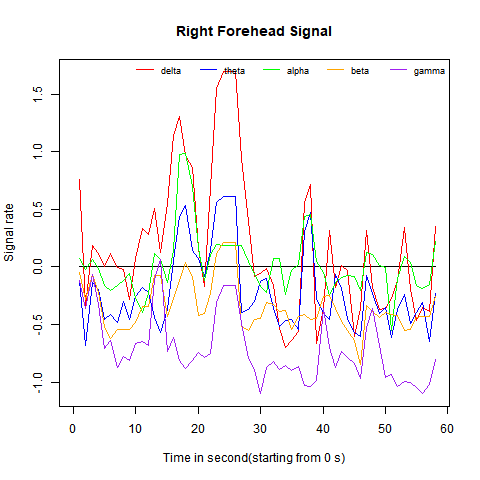 Right Forehead Signal
delta theta alpha beta gamma
Signal rate
1.5
1.0
0.5
0.0
-0.5
-1.0
0 10 20 30 40 50 60
Time in second(starting from 0 s)